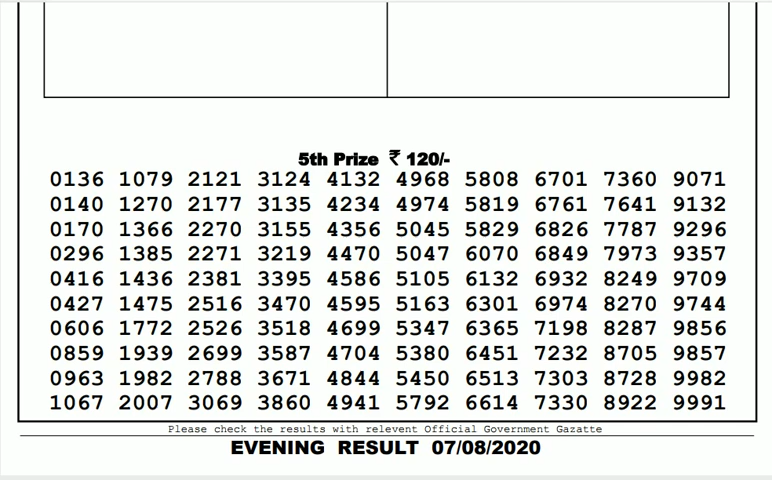 5th Prize ₹ 120/-
0136 1079 2121 3124 4132 4968 5808 6701 7360 9071
0140 1270 2177 3135 4234 4974 5819 6761 7641 9132
0170 1366 2270 3155 4356 5045 5829 6826 7787 9296
0296 1385 2271 3219 4470 5047 6070 6849 7973 9357
0416 1436 2381 3395 4586 5105 6132 6932 8249 9709
0427 1475 2516 3470 4595 5163 6301 6974 8270 9744
0606 1772 2526 3518 4699 5347 6365 7198 8287 9856
0859 1939 2699 3587 4704 5380 6451 7232 8705 9857
0963 1982 2788 3671 4844 5450 6513 7303 8728 9982
1067 2007 3069 3860 4941 5792 6614 7330 8922 9991
Please check the results with relevent Official Government Gazatte
EVENING RESULT 07/08/2020